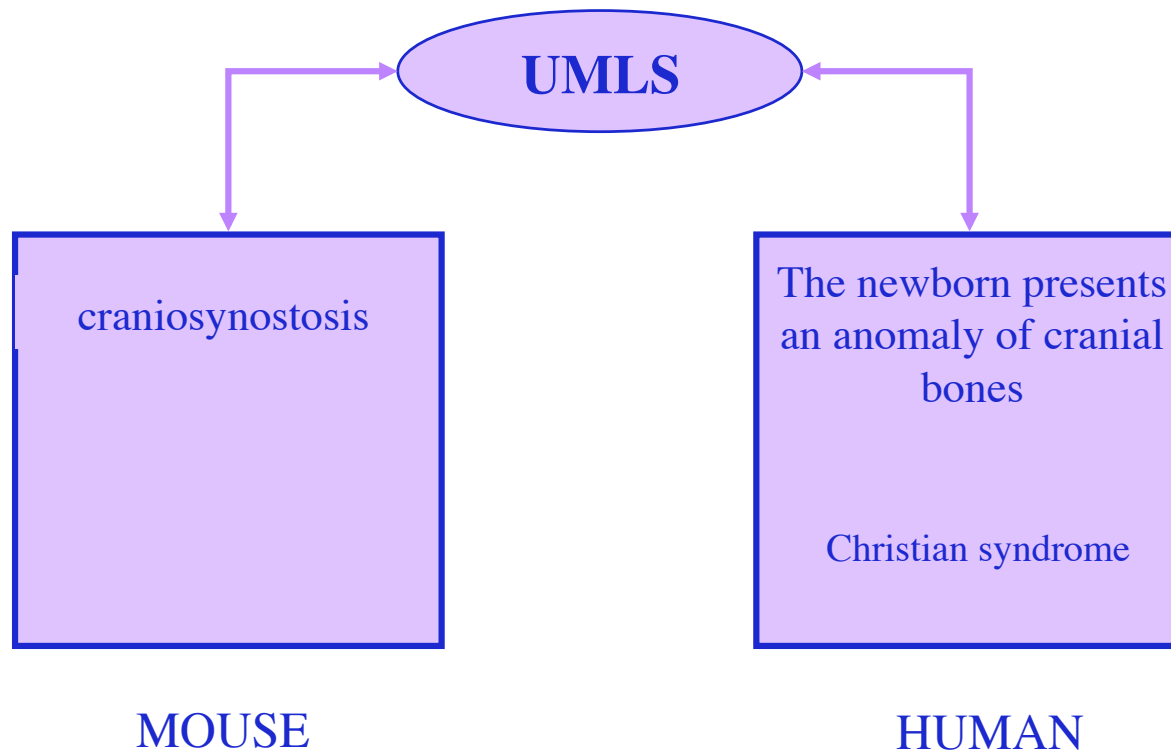 UMLS
craniosynostosis
The newborn presents
an anomaly of cranial
bones
Christian syndrome
MOUSE
HUMAN